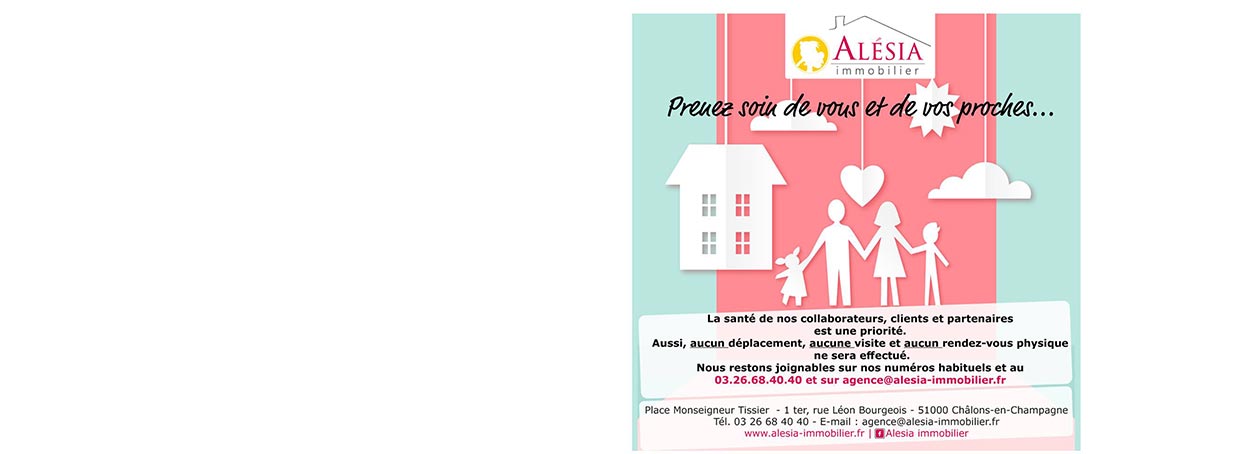 ALÉSIA
immobilier
Prenez soin de vous et de vos proches...
La santé de nos collaborateurs, clients et partenaires
est une priorité.
Aussi, aucun déplacement, aucune visite et aucun rendez-vous physique
ne sera effectué.
Nous restons joignables sur nos numéros habituels et au
03.26.68.40.40 et sur agence@alesia-immobilier.fr
Place Monseigneur Tissier - 1 ter, rue Léon Bourgeois - 51000 Châlons-en-Champagne
Tél. 03 26 68 40 40 - E-mail : agence@alesia-immobilier.fr
www.alesia-immobilier.fr | f Alesia immobilier